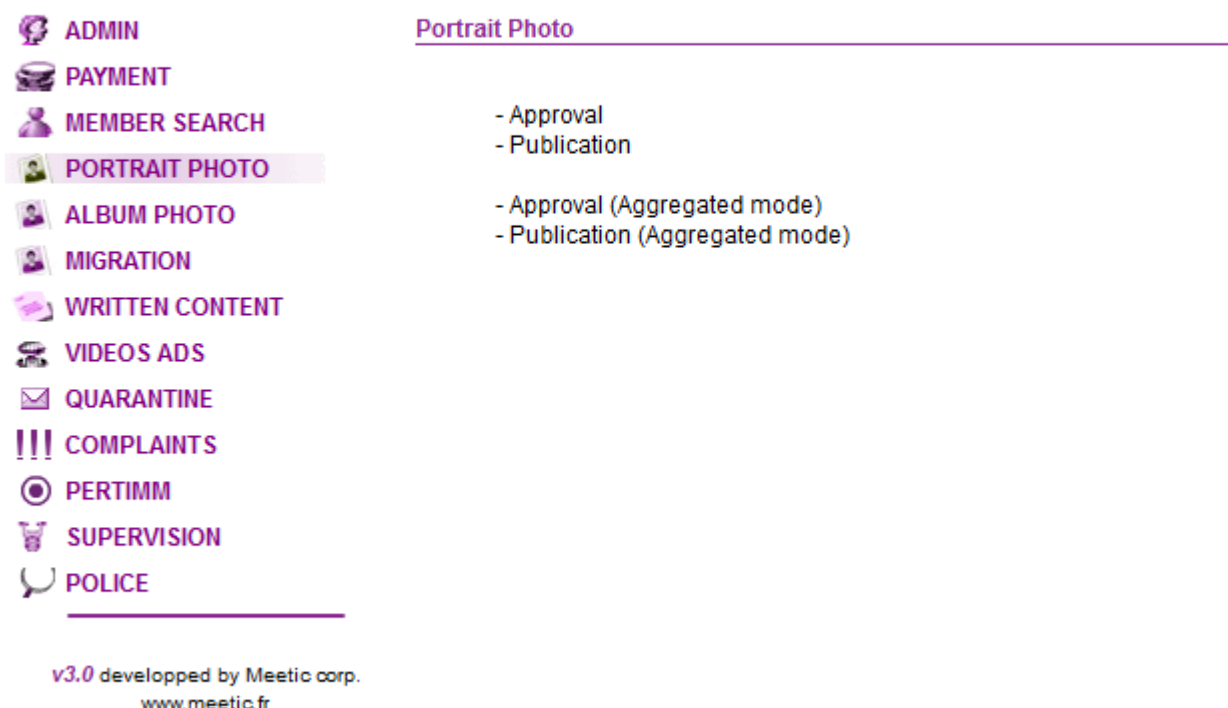 ADMIN
PAYMENT
MEMBER SEARCH
PORTRAIT PHOTO
ALBUM PHOTO
MIGRATION
WRITTEN CONTENT
VIDEOS ADS
QUARANTINE
COMPLAINTS
PERTIMM
SUPERVISION
POLICE
v3.0 developped by Meetic corp.
www.meetic.fr
Portrait Photo
- Approval
- Publication
- Approval (Aggregated mode)
- Publication (Aggregated mode)